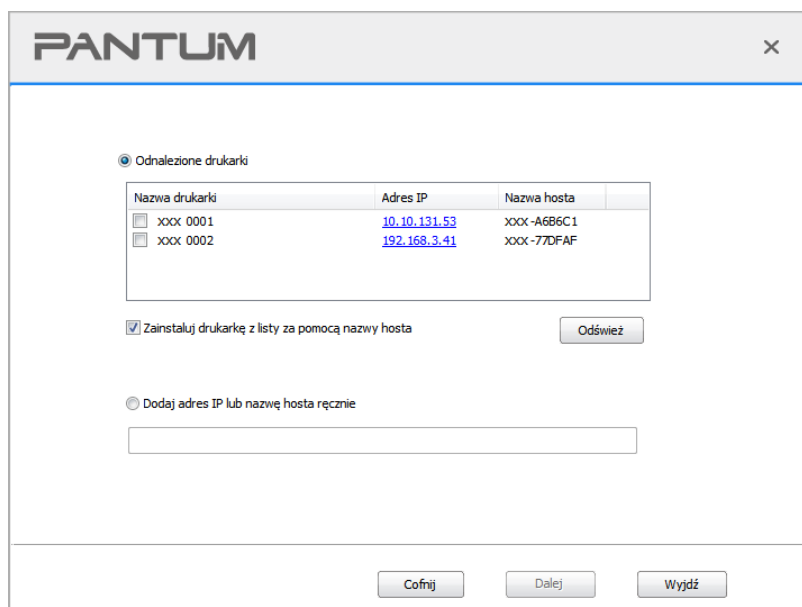 PANTUM
Odnalezione drukarki
Nazwa drukarki Adres IP Nazwa hosta
xxx 0001 10.10.131.53 xxx-A6B6C1
xxx 0002 192.168.3.41 xxx-77DFAF
Zainstaluj drukarkę z listy za pomocą nazwy hosta Odśwież
Dodaj adres IP lub nazwę hosta ręcznie
Cofnij Dalej Wyjdź